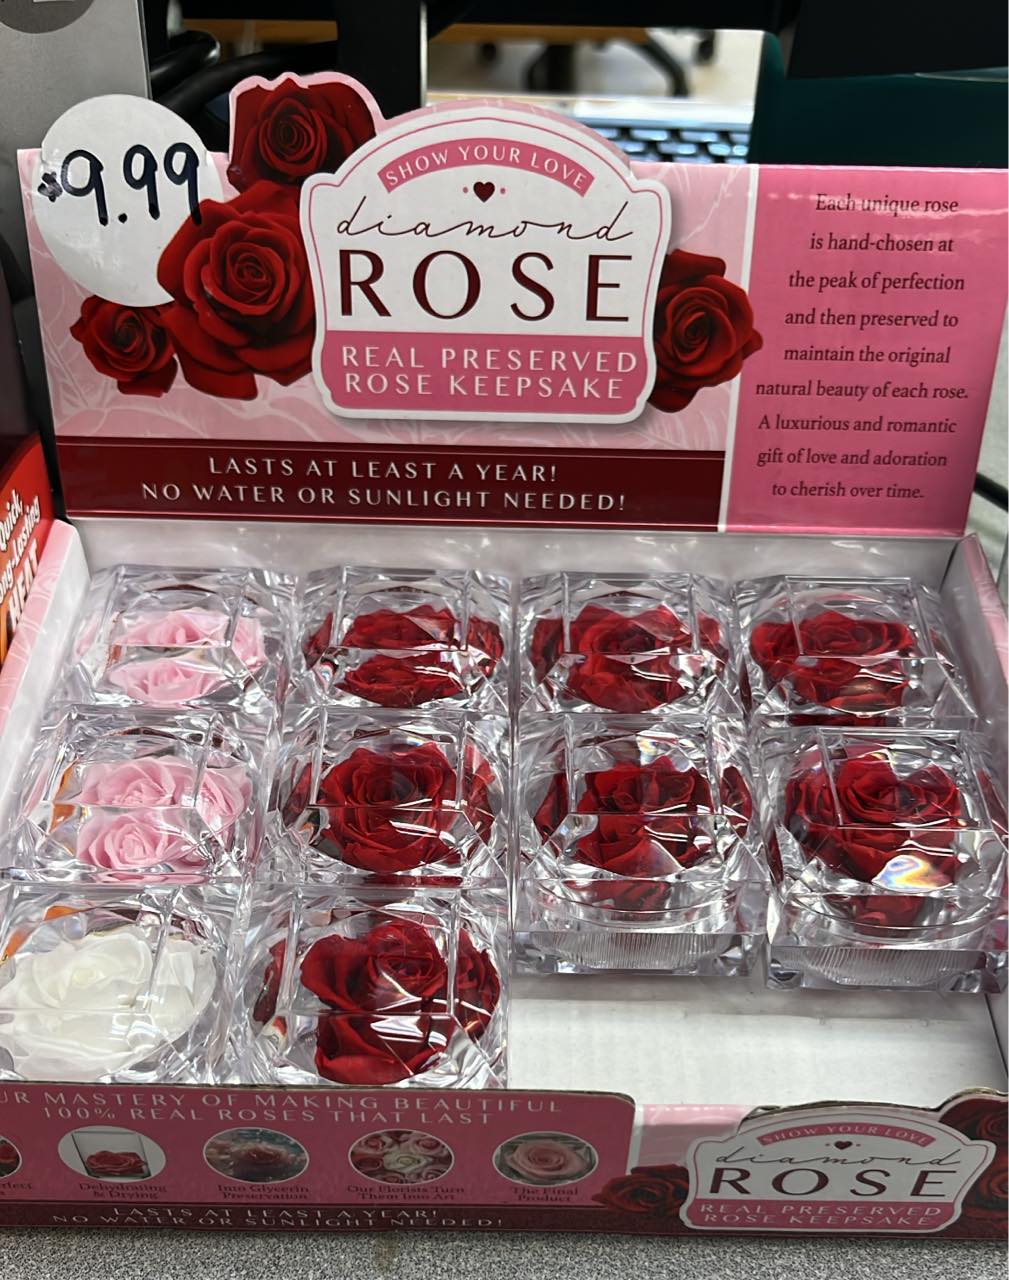 $9.99
SHOW YOUR LOVE
diamond
ROSE
REAL PRESERVED
ROSE KEEPSAKE
LASTS AT LEAST A YEAR!
NO WATER OR SUNLIGHT NEEDED!
Each unique rose
is hand-chosen at
the peak of perfection
and then preserved to
maintain the original
natural beauty of each rose.
A luxurious and romantic
gift of love and adoration
to cherish over time.
Quick,
HEAT
MASTERY OF MAKING BEAUTIFUL
100% REAL ROSES THAT LAST
Dehydrating
& Drying
Into Glycerin
Preservation
Our Florists Turn
Them Into Art
The Final
Product
LASTS AT LEAST A YEAR!
NO WATER OR SUNLIGHT NEEDED!
SHOW YOUR LOVE
diamond
ROSE
REAL PRESERVED
ROSE KEEPSAKE